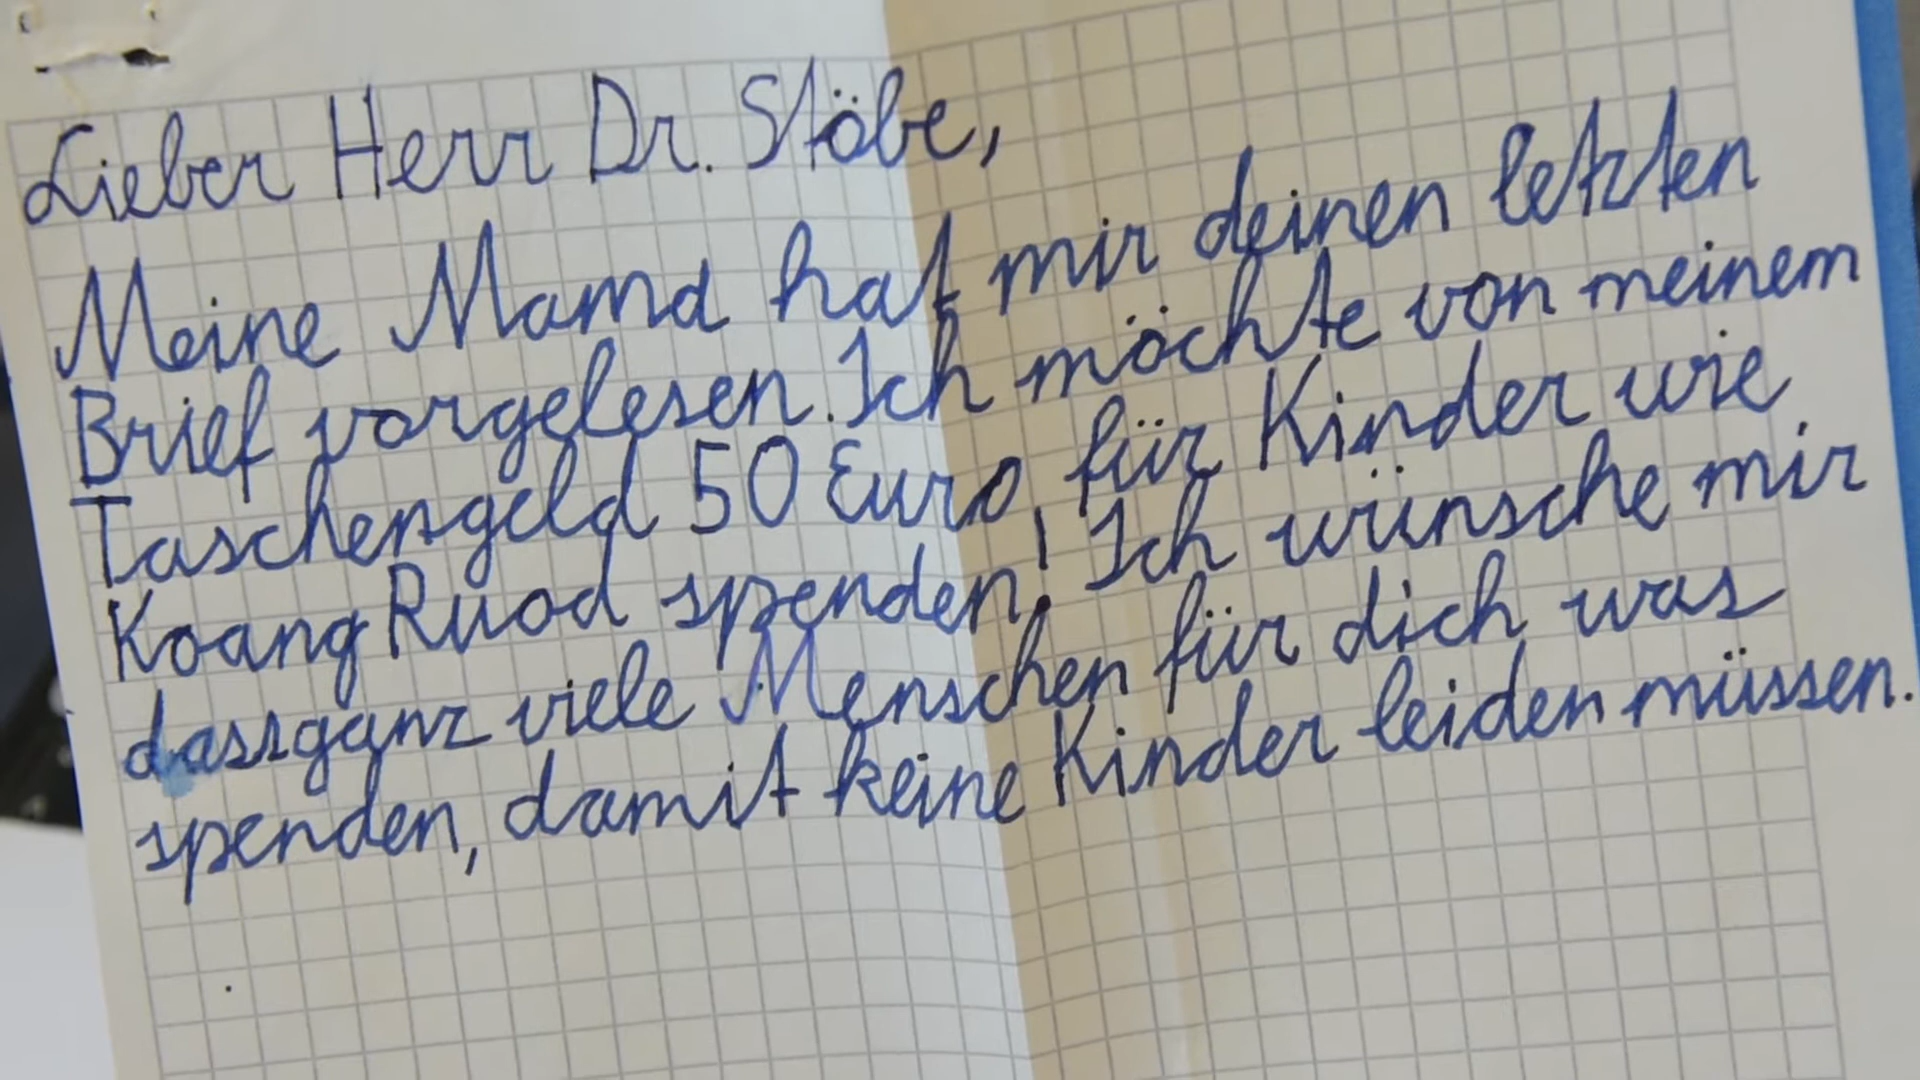 Lieber Herr Dr. Stöbe,
Meine Mama hat mir deinen letzten
Brief vorgelesen. Ich möchte von meinem
Taschengeld 50 Euro, für Kinder wie
Koang Ruod spenden! Ich wünsche mir
dass ganz viele Menschen für dich was
spenden, damit keine Kinder leiden müssen.